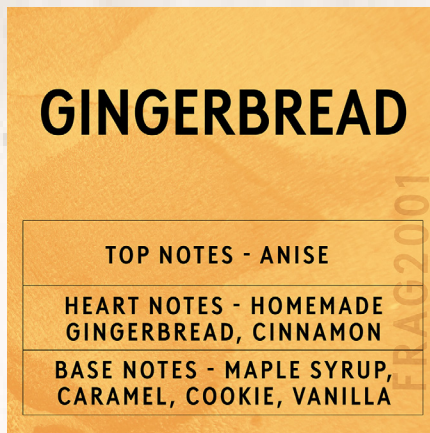 GINGERBREAD
TOP NOTES - ANISE
HEART NOTES - HOMEMADE
GINGERBREAD, CINNAMON
BASE NOTES - MAPLE SYRUP,
CARAMEL, COOKIE, VANILLA
FRAG2001